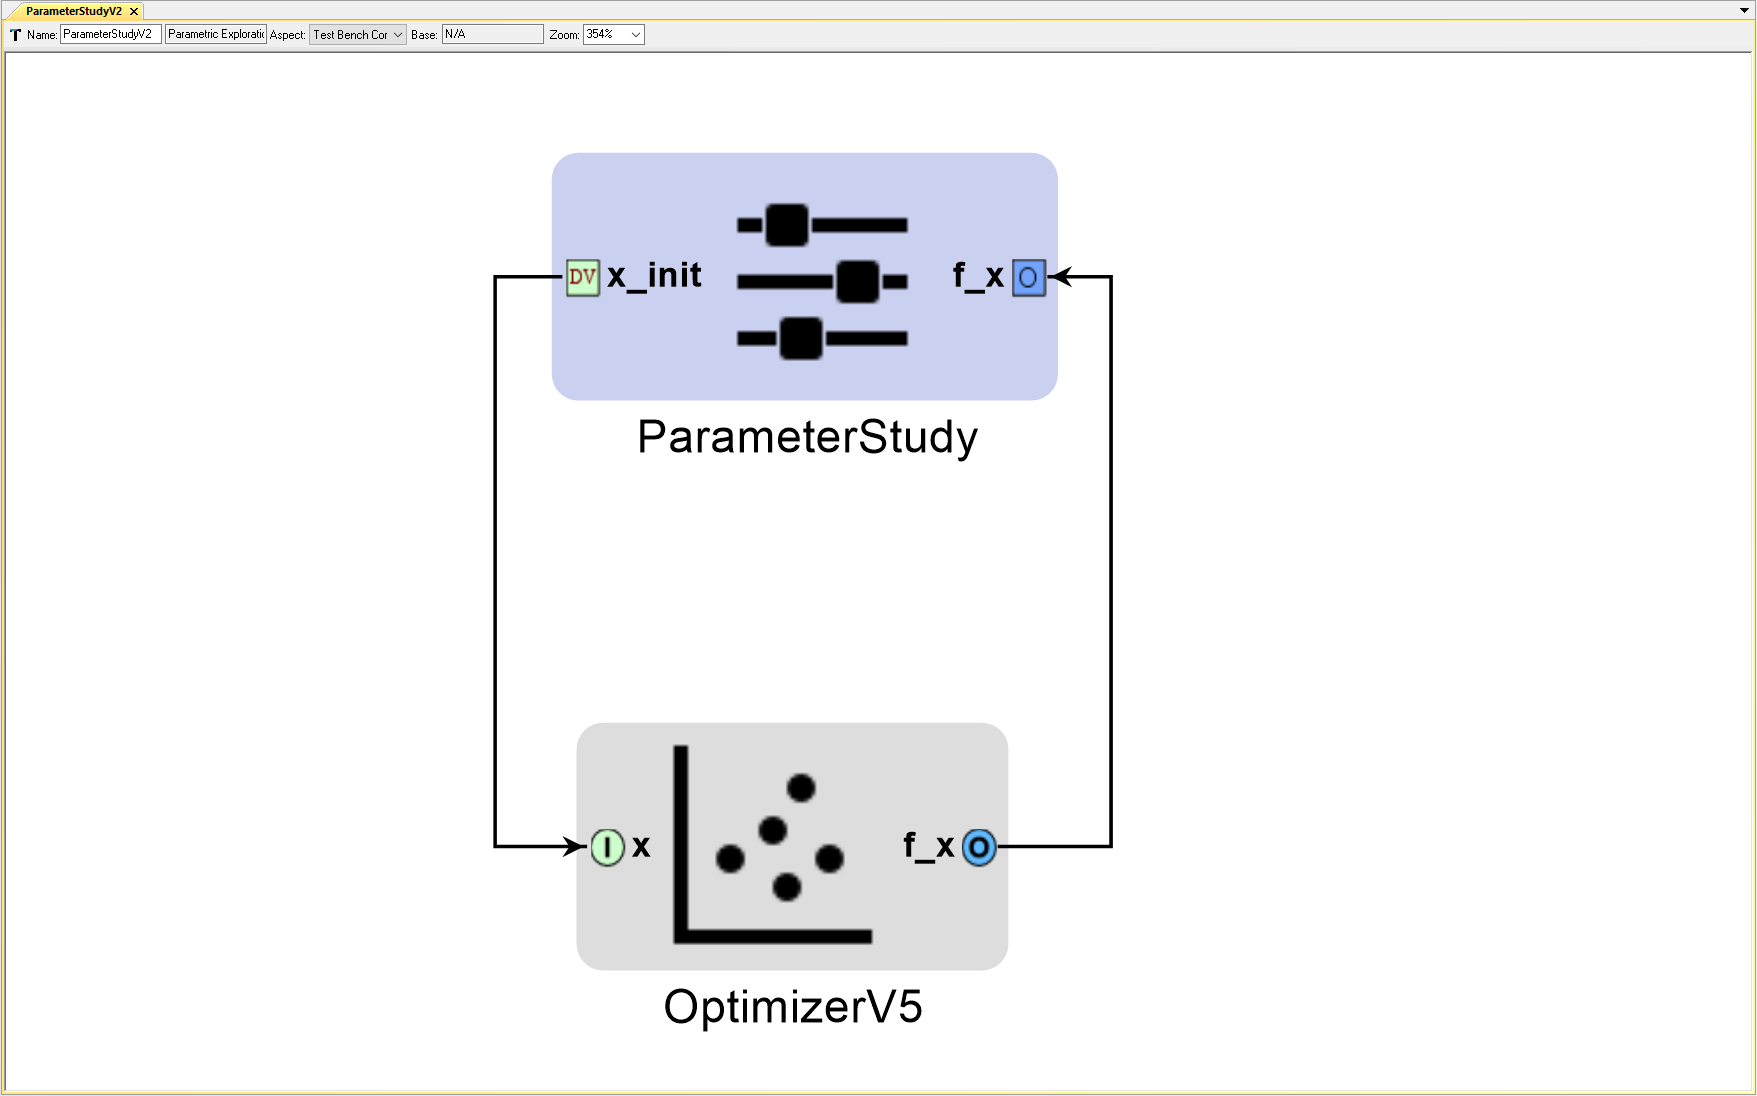 ParameterStudyV2
Name: ParameterStudyV2 Parametric Exploratic Aspect: Test Bench Cor Base: N/A Zoom: 354%
DV x_init f_x O
ParameterStudy
I x f_x O
OptimizerV5